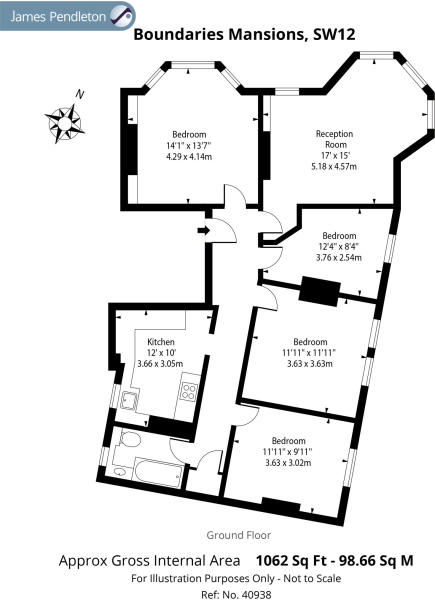 James Pendleton
Boundaries Mansions, SW12
N
Bedroom
14'1" x 13'7"
4.29 x 4.14m
Reception
Room
17' x 15'
5.18 x 4.57m
Bedroom
12'4" x 8'4"
3.76 x 2.54m
Kitchen
12' x 10'
3.66 x 3.05m
Bedroom
11'11" x 11'11"
3.63 x 3.63m
Bedroom
11'11" x 9'11"
3.63 x 3.02m
Ground Floor
Approx Gross Internal Area 1062 Sq Ft - 98.66 Sq M
For Illustration Purposes Only - Not to Scale
Ref: No. 40938